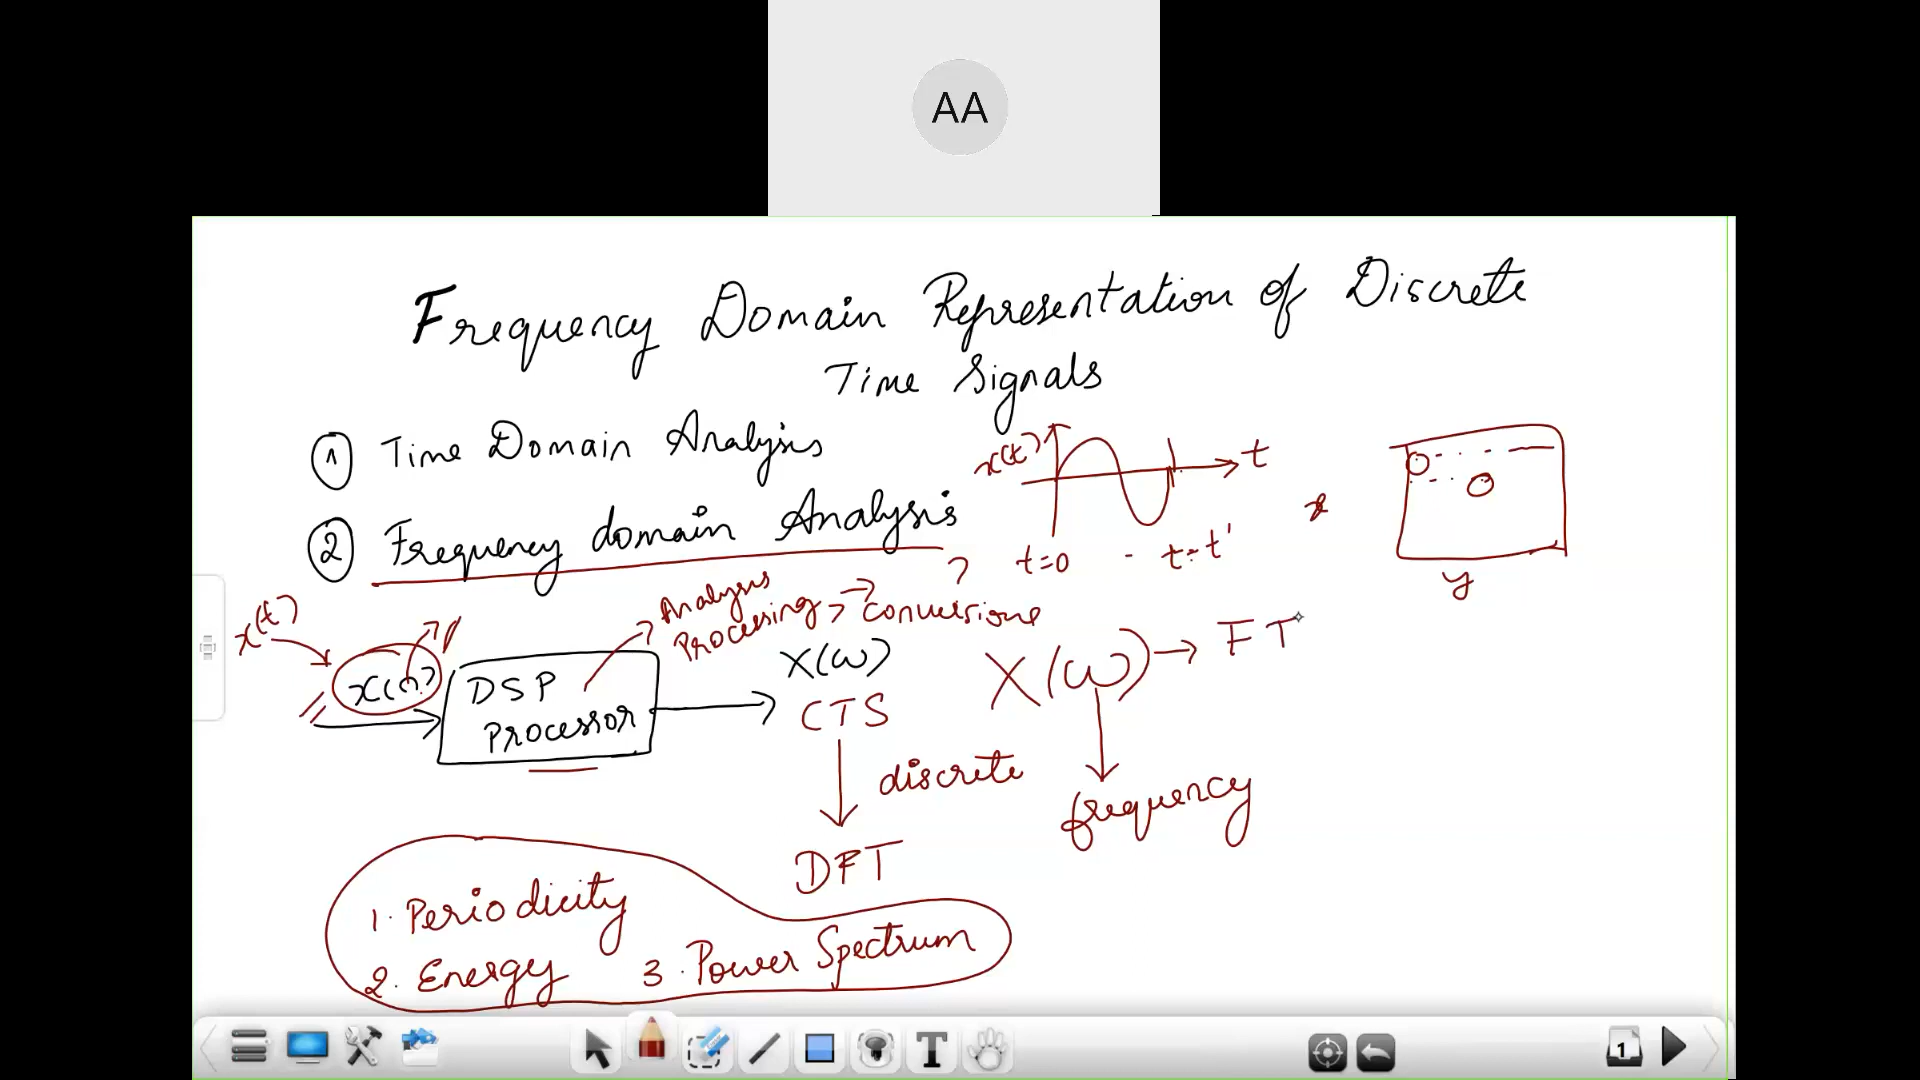 AA
Frequency Domain Representation of Discrete
Time Signals
1 Time Domain Analysis
2 Frequency domain Analysis
x(t)
t
t=0 - t=t'
x
y
x(t)
x(n)
DSP
Processor
Analysis
Processing, → conversions
?
X(ω)
CTS
discrete
DFT
X(ω) → FT
frequency
1. Periodicity
2. Energy 3. Power Spectrum
T
1